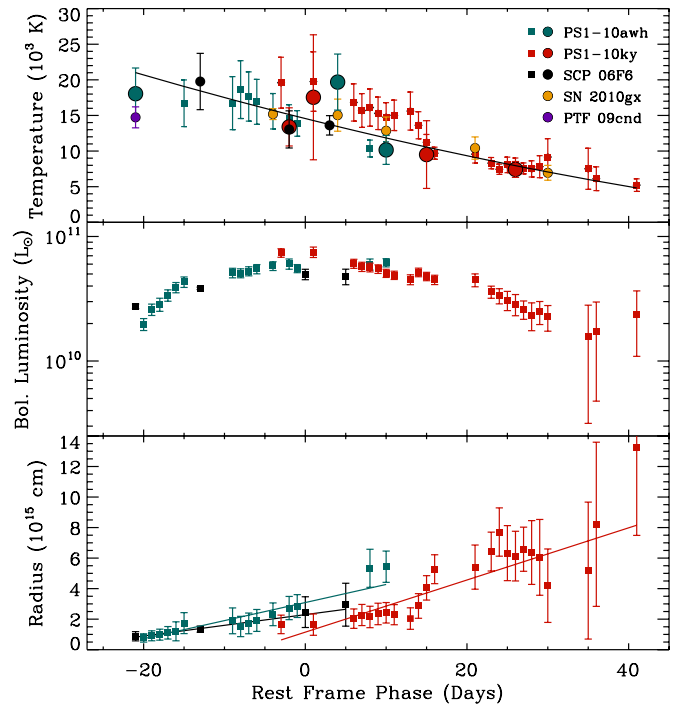 Temperature (10³ K)
30
25
20
15
10
5
0
PS1-10awh
PS1-10ky
SCP 06F6
SN 2010gx
PTF 09cnd
Bol. Luminosity (L⊙)
10¹¹
10¹⁰
Radius (10¹⁵ cm)
14
12
10
8
6
4
2
0
−20
0
20
40
Rest Frame Phase (Days)